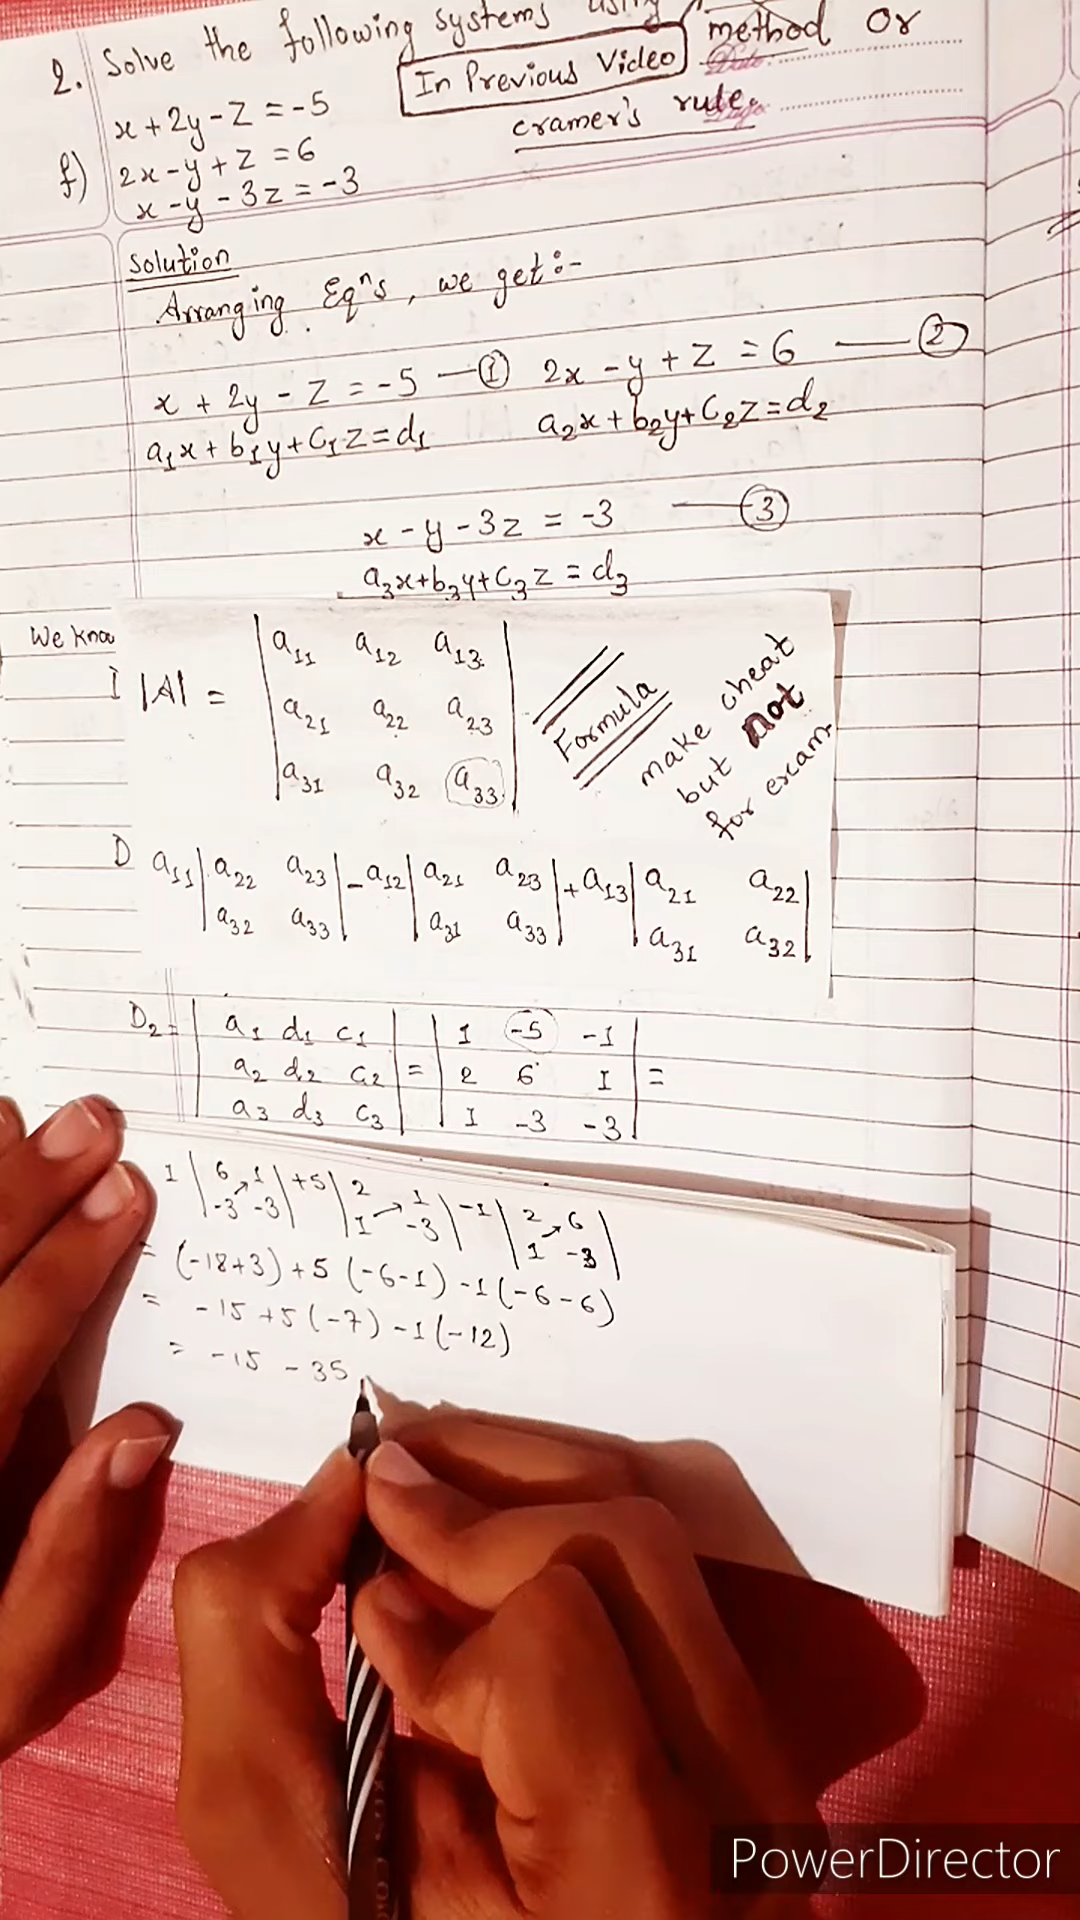 2. Solve the following systems using method or
In Previous Video
cramer's rule.
x + 2y - z = -5
f) 2x - y + z = 6
x - y - 3z = -3
Solution
Arranging Eqⁿs, we get :-
x + 2y - z = -5 — ① 2x - y + z = 6 — ②
a₁x + b₁y + c₁z = d₁ a₂x + b₂y + c₂z = d₂
x - y - 3z = -3 — ③
a₃x + b₃y + c₃z = d₃
We know
|A| = | a₁₁ a₁₂ a₁₃ |
| a₂₁ a₂₂ a₂₃ |
| a₃₁ a₃₂ a₃₃ |
Formula
make cheat
but not
for exam
D a₁₁ | a₂₂ a₂₃ | - a₁₂ | a₂₁ a₂₃ | + a₁₃ | a₂₁ a₂₂ |
| a₃₂ a₃₃ | | a₃₁ a₃₃ | | a₃₁ a₃₂ |
D₂ = | a₁ d₁ c₁ | = | 1 -5 -1 | =
| a₂ d₂ c₂ | | 2 6 1 |
| a₃ d₃ c₃ | | 1 -3 -3 |
1 | 6 1 | +5 | 2 1 | -1 | 2 6 |
| -3 -3 | | 1 -3 | | 1 -3 |
= (-18+3) + 5 (-6-1) -1 (-6-6)
= -15 +5 (-7) -1 (-12)
= -15 - 35
PowerDirector